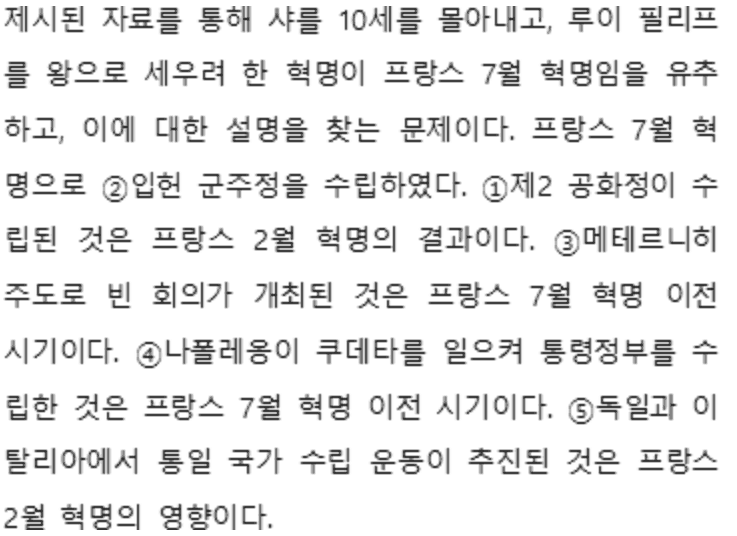 제시된 자료를 통해 샤를 10세를 몰아내고, 루이 필리프
를 왕으로 세우려 한 혁명이 프랑스 7월 혁명임을 유추
하고, 이에 대한 설명을 찾는 문제이다. 프랑스 7월 혁
명으로 ②입헌 군주정을 수립하였다. ①제2 공화정이 수
립된 것은 프랑스 2월 혁명의 결과이다. ③메테르니히
주도로 빈 회의가 개최된 것은 프랑스 7월 혁명 이전
시기이다. ④나폴레옹이 쿠데타를 일으켜 통령정부를 수
립한 것은 프랑스 7월 혁명 이전 시기이다. ⑤독일과 이
탈리아에서 통일 국가 수립 운동이 추진된 것은 프랑스
2월 혁명의 영향이다.